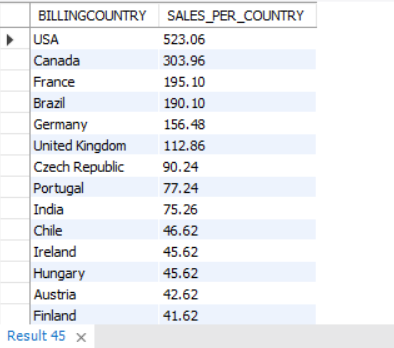 BILLINGCOUNTRY SALES_PER_COUNTRY
USA 523.06
Canada 303.96
France 195.10
Brazil 190.10
Germany 156.48
United Kingdom 112.86
Czech Republic 90.24
Portugal 77.24
India 75.26
Chile 46.62
Ireland 45.62
Hungary 45.62
Austria 42.62
Finland 41.62
Result 45